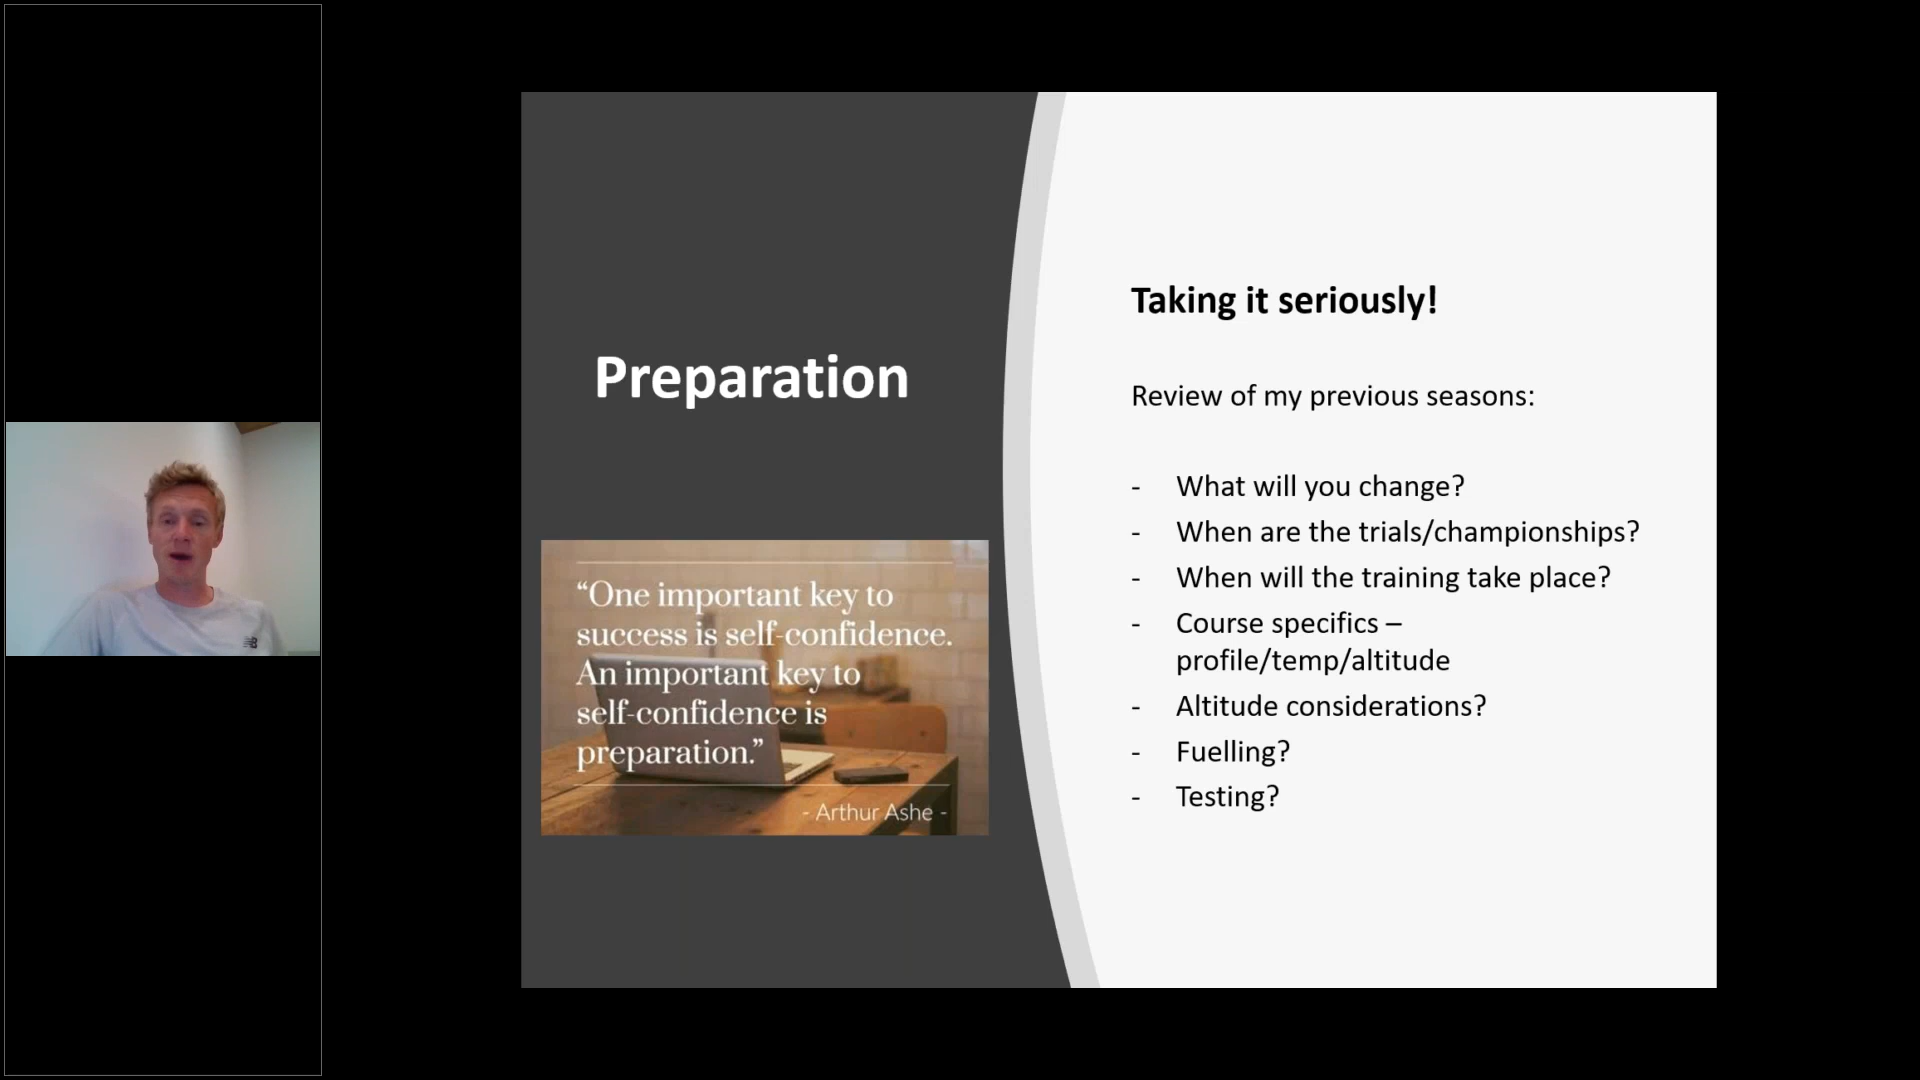 Preparation
“One important key to
success is self-confidence.
An important key to
self-confidence is
preparation.”
- Arthur Ashe -
Taking it seriously!
Review of my previous seasons:
- What will you change?
- When are the trials/championships?
- When will the training take place?
- Course specifics –
profile/temp/altitude
- Altitude considerations?
- Fuelling?
- Testing?